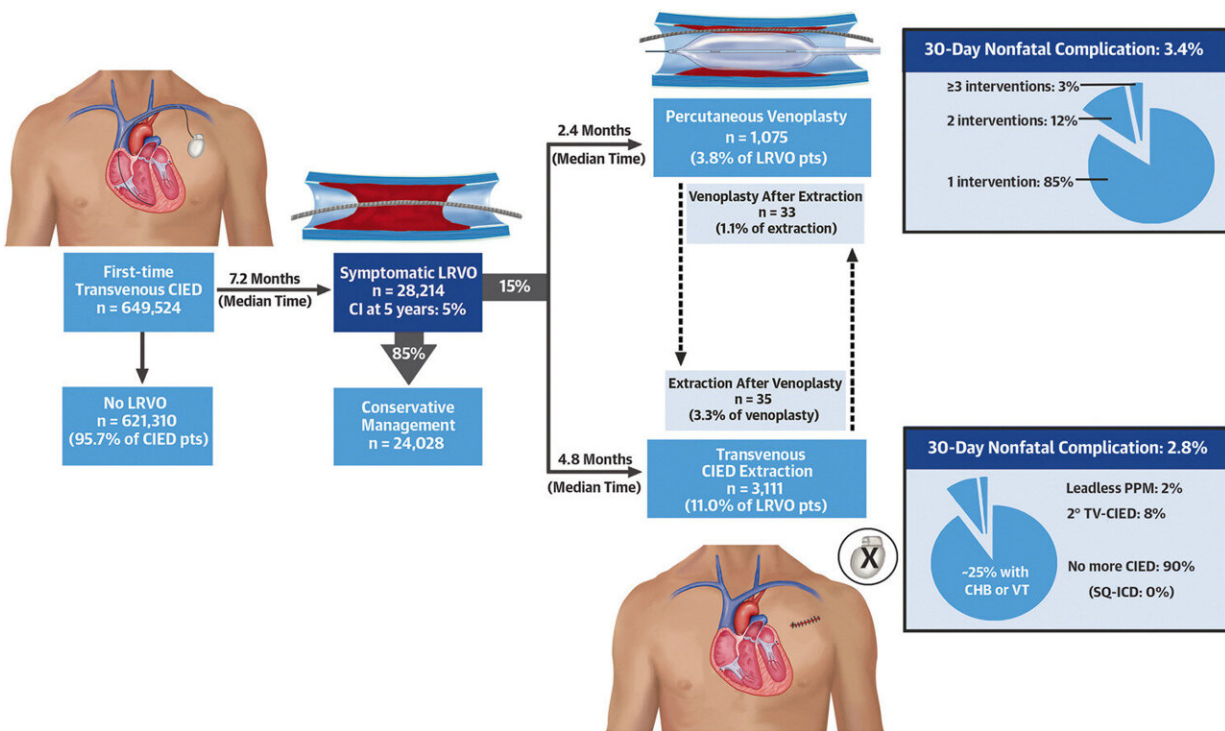 First-time
Transvenous CIED
n = 649,524
7.2 Months
(Median Time)
No LRVO
n = 621,310
(95.7% of CIED pts)
Symptomatic LRVO
n = 28,214
CI at 5 years: 5%
15%
85%
Conservative
Management
n = 24,028
2.4 Months
(Median Time)
Percutaneous Venoplasty
n = 1,075
(3.8% of LRVO pts)
Venoplasty After Extraction
n = 33
(1.1% of extraction)
Extraction After Venoplasty
n = 35
(3.3% of venoplasty)
4.8 Months
(Median Time)
Transvenous
CIED Extraction
n = 3,111
(11.0% of LRVO pts)
X
30-Day Nonfatal Complication: 3.4%
≥3 interventions: 3%
2 interventions: 12%
1 intervention: 85%
30-Day Nonfatal Complication: 2.8%
Leadless PPM: 2%
2° TV-CIED: 8%
No more CIED: 90%
(SQ-ICD: 0%)
~25% with
CHB or VT